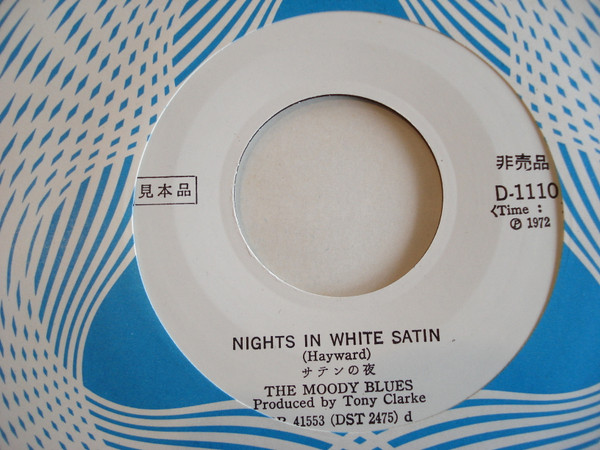 見本品
非売品
D-1110
(Time :
Ⓟ 1972
NIGHTS IN WHITE SATIN
(Hayward)
サテンの夜
THE MOODY BLUES
Produced by Tony Clarke
41553 (DST 2475) d